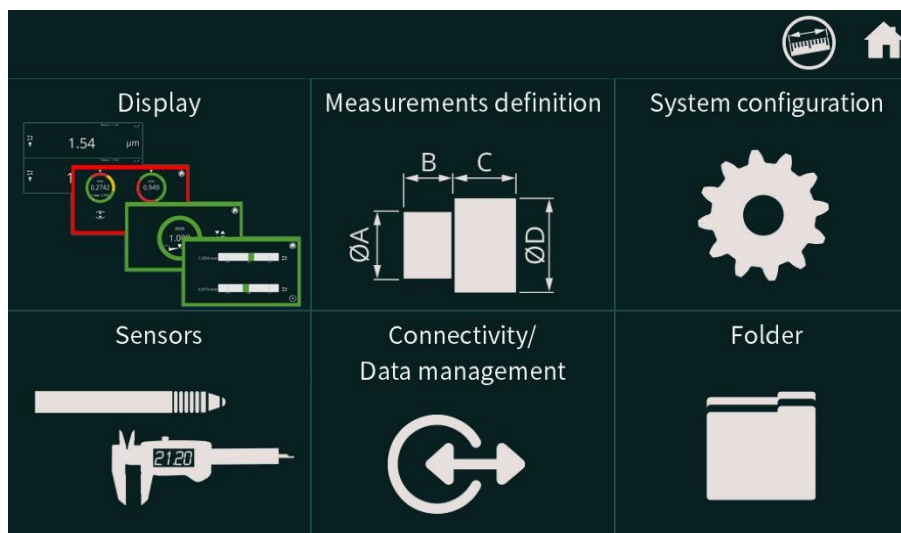 Display
Measurements definition
System configuration
1.54 µm
0.2742
0.949
B C
ØA
ØD
Sensors
Connectivity/
Data management
Folder
21.20